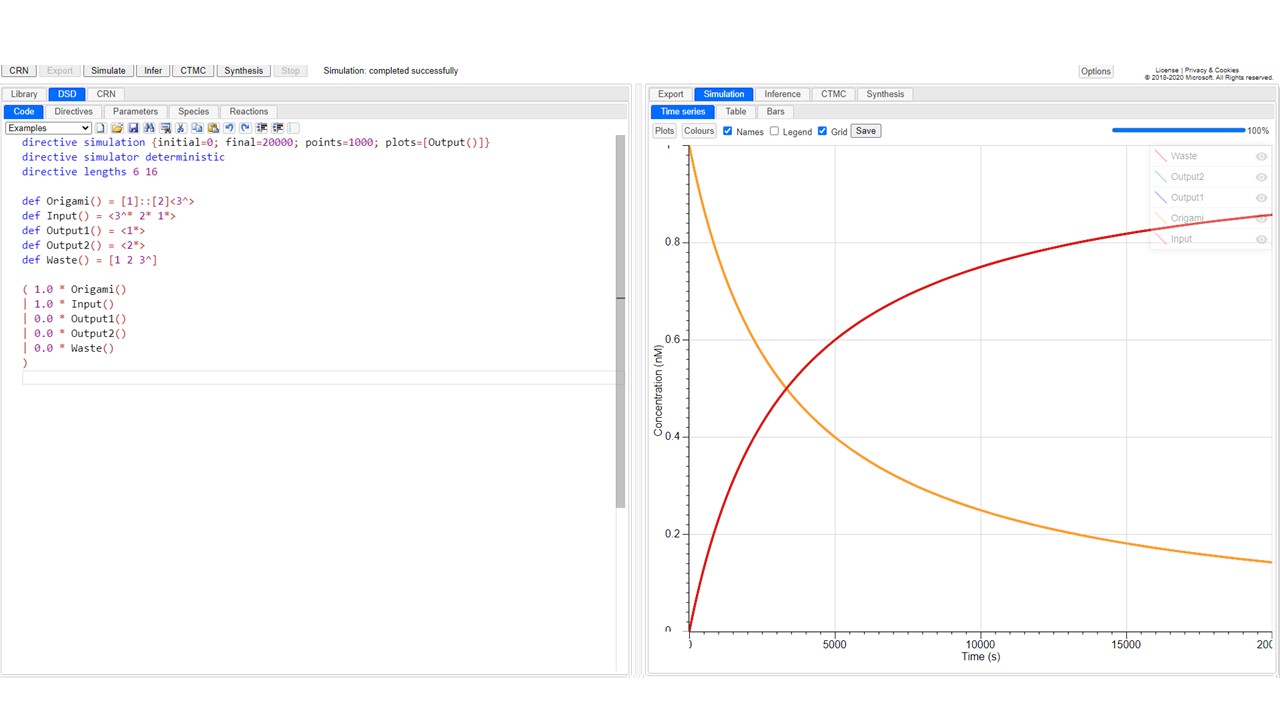 CRN Export Simulate Infer CTMC Synthesis Stop Simulation: completed successfully
Options
License | Privacy & Cookies
© 2018-2020 Microsoft. All Rights Reserved.
Library DSD CRN
Code Directives Parameters Species Reactions
Examples
directive simulation {initial=0; final=20000; points=1000; plots=[Output()]}
directive simulator deterministic
directive lengths 6 16
def Origami() = [1]::[2]<3^>
def Input() = <3^* 2* 1*>
def Output1() = <1*>
def Output2() = <2*>
def Waste() = [1 2 3^]
( 1.0 * Origami()
| 1.0 * Input()
| 0.0 * Output1()
| 0.0 * Output2()
| 0.0 * Waste()
)
Export Simulation Inference CTMC Synthesis
Time series Table Bars
Plots Colours Names Legend Grid Save 100%
Waste
Output2
Output1
Origami
Input
0.8
0.6
0.4
0.2
0
Concentration (nM)
5000 10000 15000 200
Time (s)